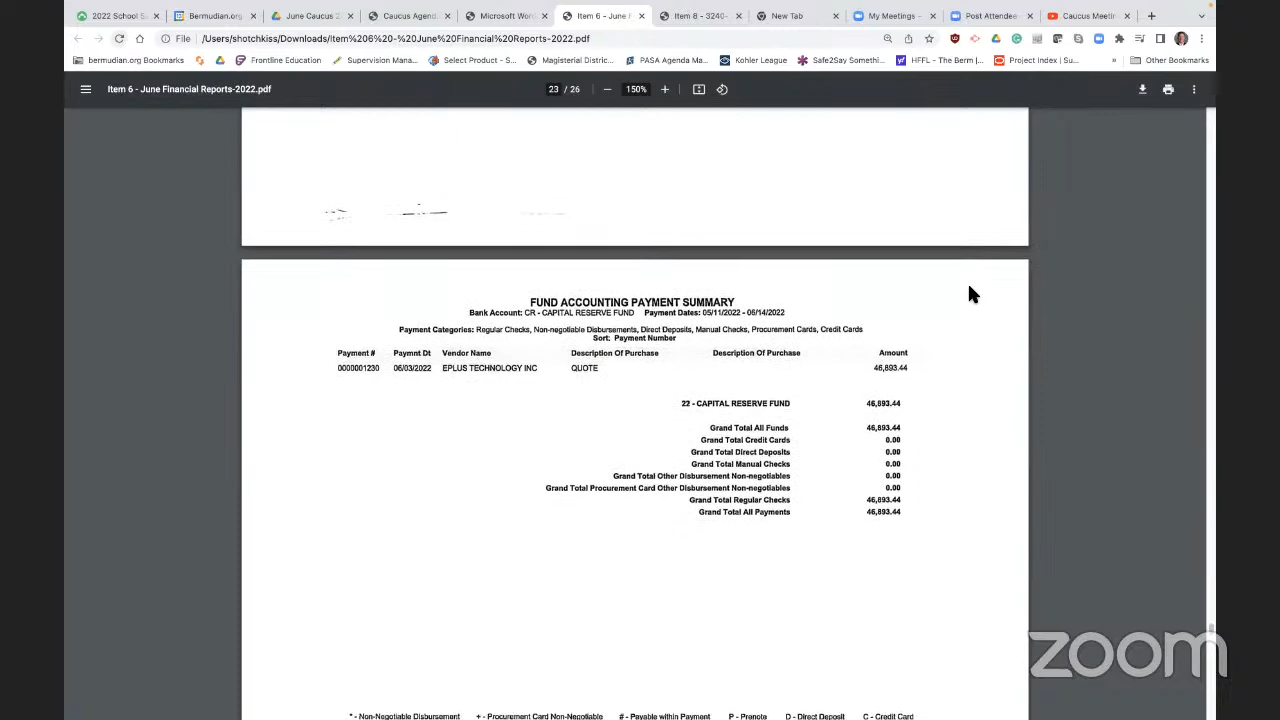 2022 School Sa
Bermudian.org
June Caucus 2
Caucus Agend
Microsoft Wor
Item 6 - June F
Item 8 - 3240-
New Tab
My Meetings -
Post Attendee
Caucus Meetin
File /Users/shotchkiss/Downloads/Item%206%20-%20June%20Financial%20Reports-2022.pdf
bermudian.org Bookmarks
Frontline Education
Supervision Mana...
Select Product - S...
Magisterial Distric...
PASA Agenda Ma...
Kohler League
Safe2Say Somethi...
HFFL - The Berm |...
Project Index | Su...
»
Other Bookmarks
Item 6 - June Financial Reports-2022.pdf
23 / 26
150%
FUND ACCOUNTING PAYMENT SUMMARY
Bank Account: CR - CAPITAL RESERVE FUND Payment Dates: 05/11/2022 - 06/14/2022
Payment Categories: Regular Checks, Non-negotiable Disbursements, Direct Deposits, Manual Checks, Procurement Cards, Credit Cards
Sort: Payment Number
Payment # Paymnt Dt Vendor Name Description Of Purchase Description Of Purchase Amount
0000001230 06/03/2022 EPLUS TECHNOLOGY INC QUOTE 46,893.44
22 - CAPITAL RESERVE FUND 46,893.44
Grand Total All Funds 46,893.44
Grand Total Credit Cards 0.00
Grand Total Direct Deposits 0.00
Grand Total Manual Checks 0.00
Grand Total Other Disbursement Non-negotiables 0.00
Grand Total Procurement Card Other Disbursement Non-negotiables 0.00
Grand Total Regular Checks 46,893.44
Grand Total All Payments 46,893.44
zoom
* - Non-Negotiable Disbursement + - Procurement Card Non-Negotiable # - Payable within Payment P - Prenote D - Direct Deposit C - Credit Card